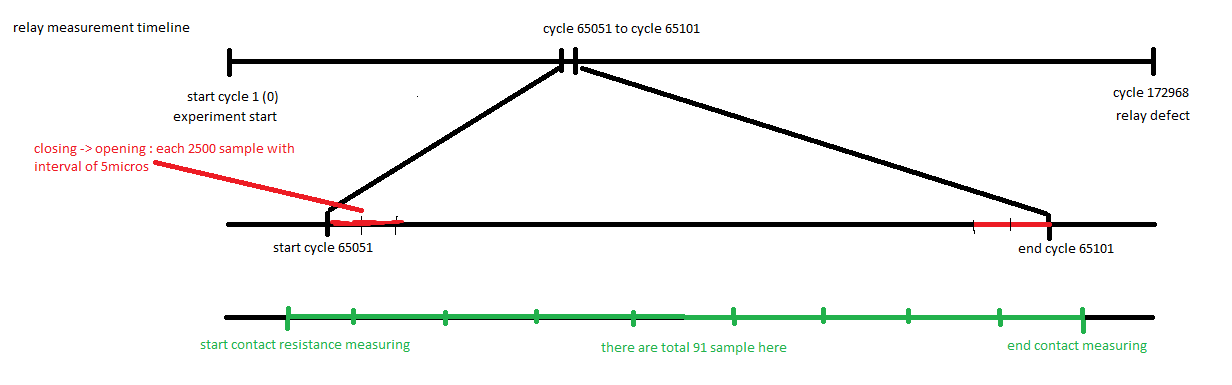 relay measurement timeline
cycle 65051 to cycle 65101
start cycle 1 (0)
experiment start
cycle 172968
relay defect
closing -> opening : each 2500 sample with
interval of 5micros
start cycle 65051
end cycle 65101
start contact resistance measuring
there are total 91 sample here
end contact measuring